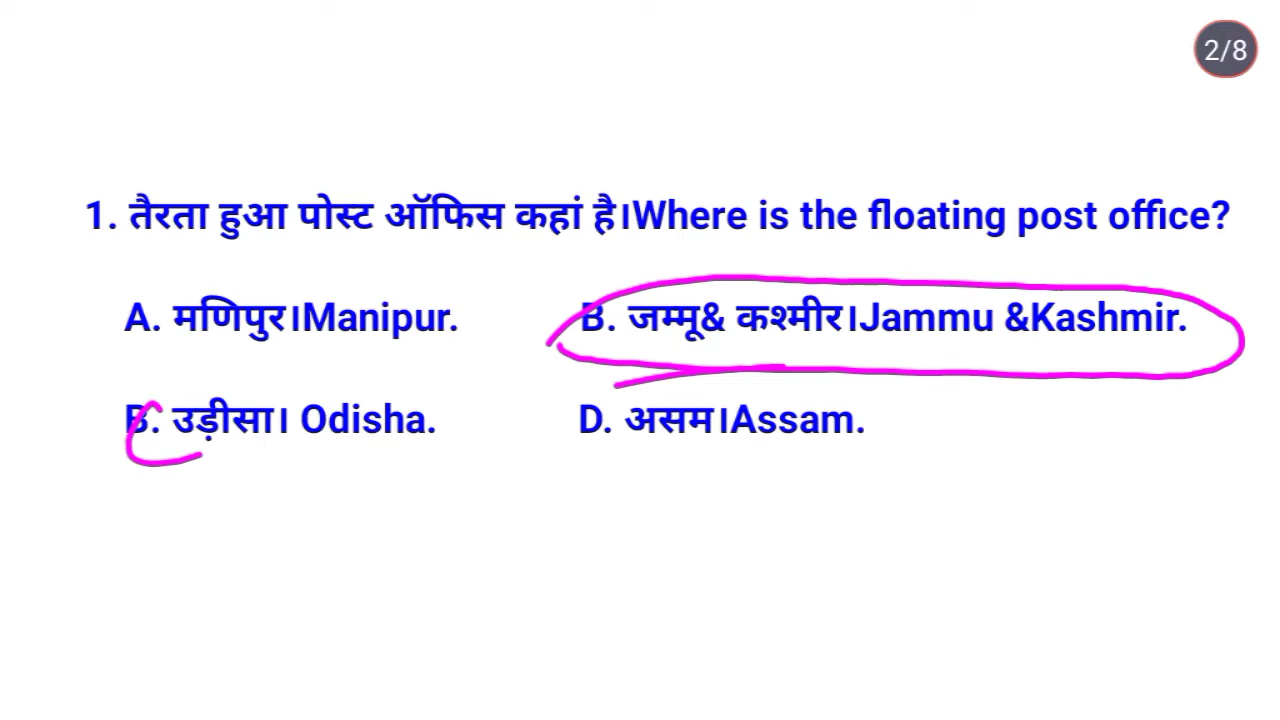 2/8
1. तैरता हुआ पोस्ट ऑफिस कहां है।Where is the floating post office?
A. मणिपुर।Manipur. B. जम्मू& कश्मीर।Jammu &Kashmir.
B. उड़ीसा। Odisha. D. असम।Assam.